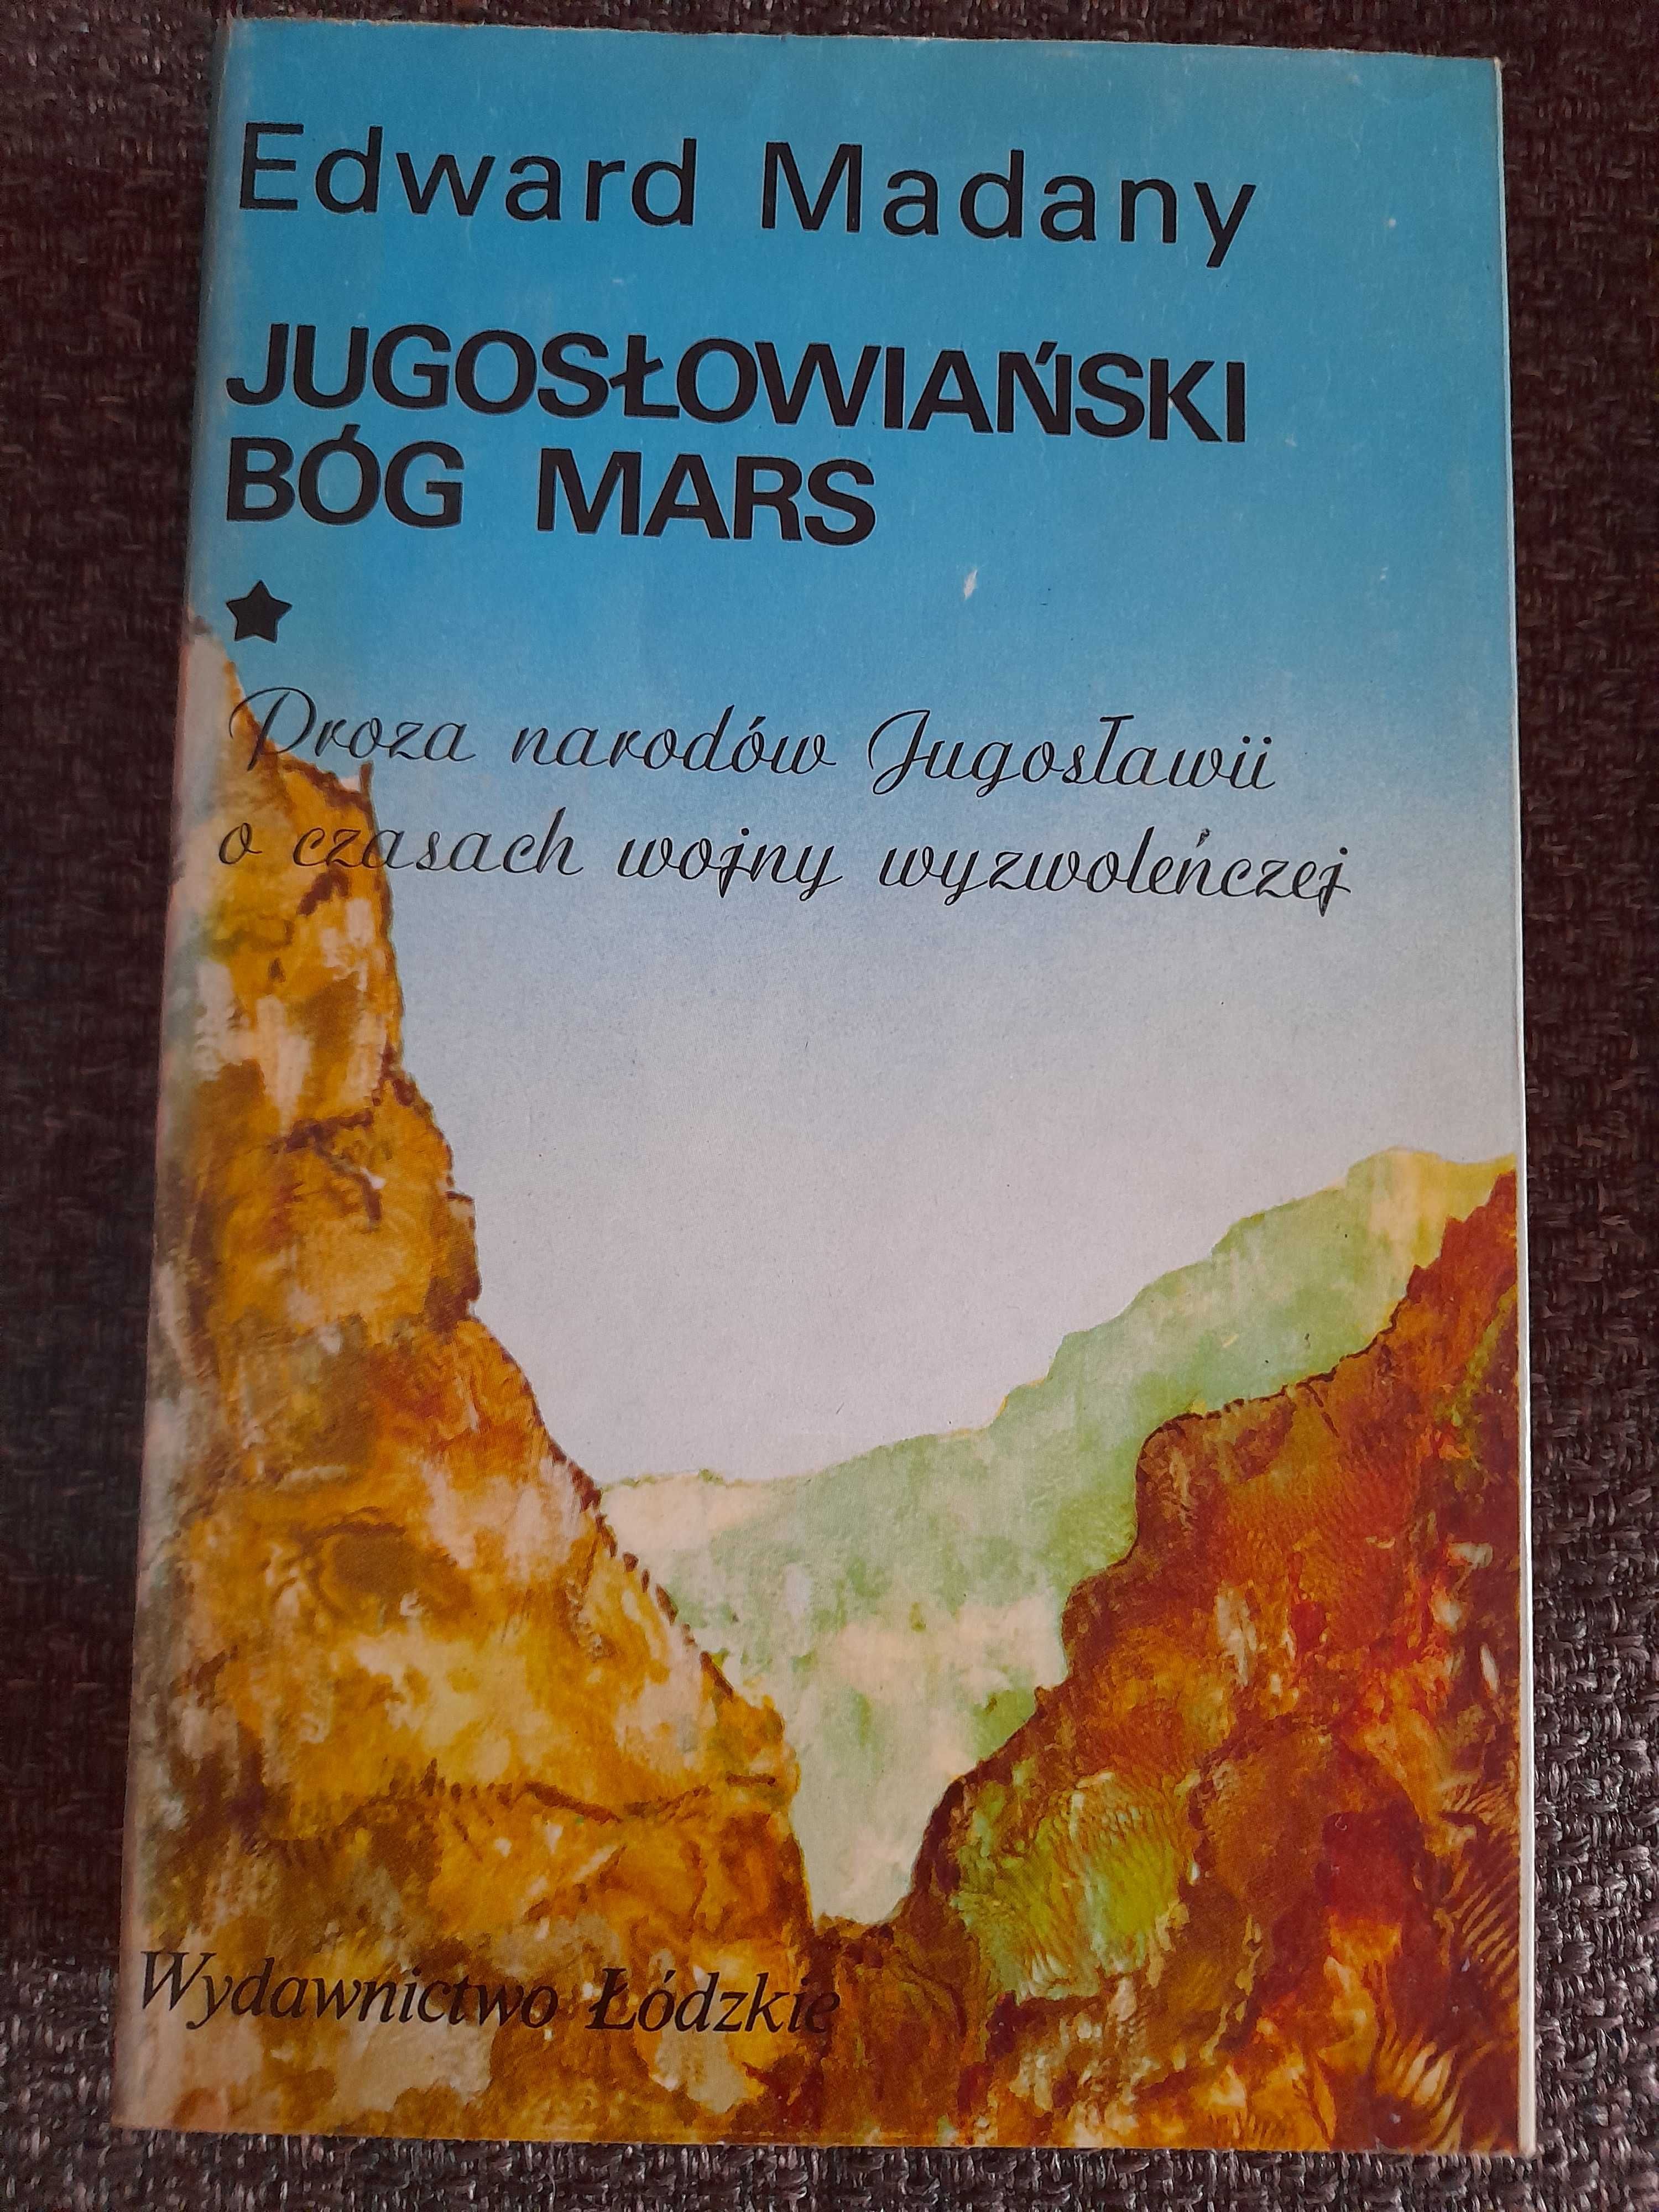 Edward Madany
JUGOSŁOWIAŃSKI
BÓG MARS
Proza narodów Jugosławii
o czasach wojny wyzwoleńczej
Wydawnictwo Łódzkie